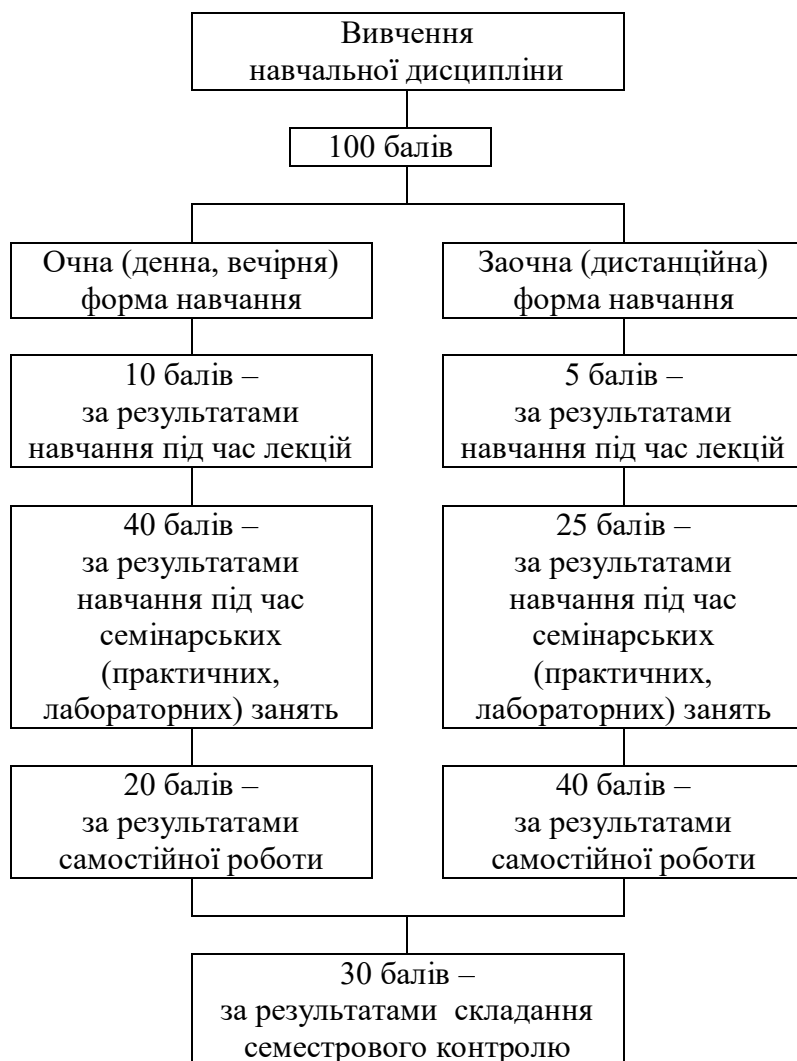 Вивчення
навчальної дисципліни
100 балів
Очна (денна, вечірня)
форма навчання
Заочна (дистанційна)
форма навчання
10 балів –
за результатами
навчання під час лекцій
5 балів –
за результатами
навчання під час лекцій
40 балів –
за результатами
навчання під час
семінарських
(практичних,
лабораторних) занять
25 балів –
за результатами
навчання під час
семінарських
(практичних,
лабораторних) занять
20 балів –
за результатами
самостійної роботи
40 балів –
за результатами
самостійної роботи
30 балів –
за результатами складання
семестрового контролю